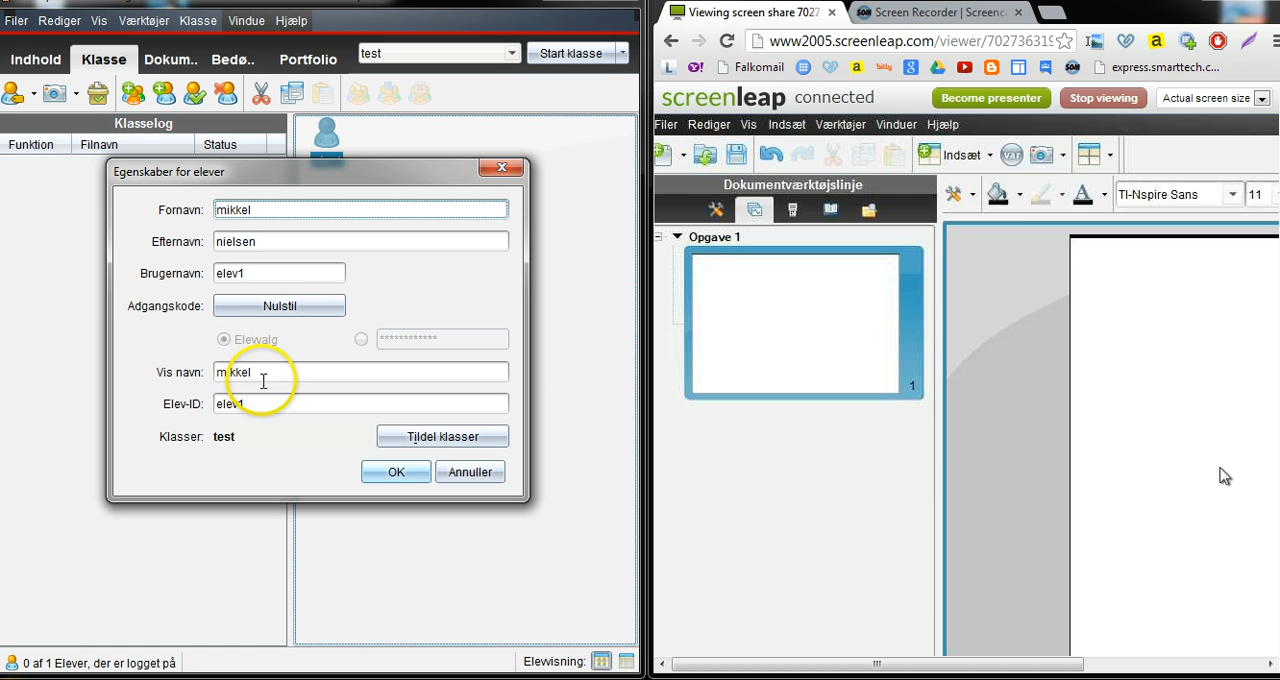 Filer Rediger Vis Værktøjer Klasse Vindue Hjælp
Indhold Klasse Dokum.. Bedø.. Portfolio test Start klasse
Klasselog
Funktion Filnavn Status
Egenskaber for elever
Fornavn: mikkel
Efternavn: nielsen
Brugernavn: elev1
Adgangskode: Nulstil
Elevvalg ************
Vis navn: mikkel
Elev-ID: elev1
Klasser: test Tildel klasser
OK Annuller
0 af 1 Elever, der er logget på Elevvisning:
Viewing screen share 7027 Screen Recorder | Screenc
www2005.screenleap.com/viewer/702736319
Falkomail bitly express.smarttech.c...
screenleap connected Become presenter Stop viewing Actual screen size
Filer Rediger Vis Indsæt Værktøjer Vinduer Hjælp
Indsæt var
Dokumentværktøjslinje TI-Nspire Sans 11
Opgave 1
1